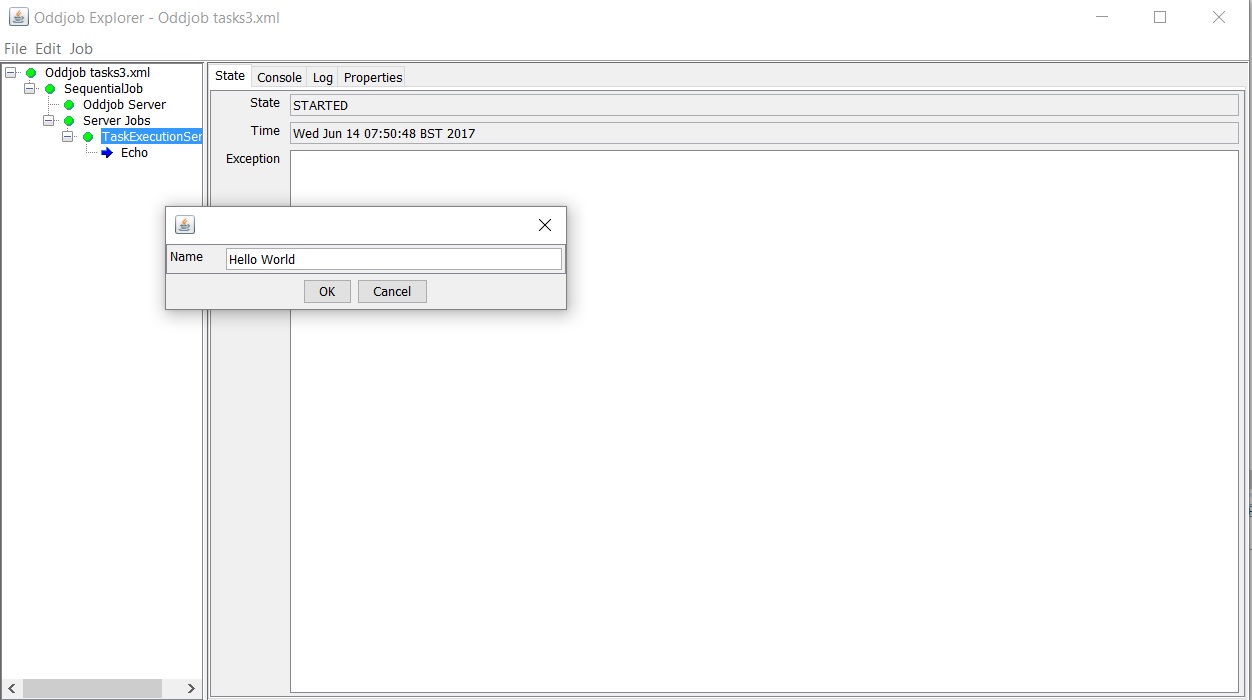 Oddjob Explorer - Oddjob tasks3.xml
File Edit Job
Oddjob tasks3.xml
SequentialJob
Oddjob Server
Server Jobs
TaskExecutionSer
Echo
State Console Log Properties
State STARTED
Time Wed Jun 14 07:50:48 BST 2017
Exception
Name Hello World
OK Cancel